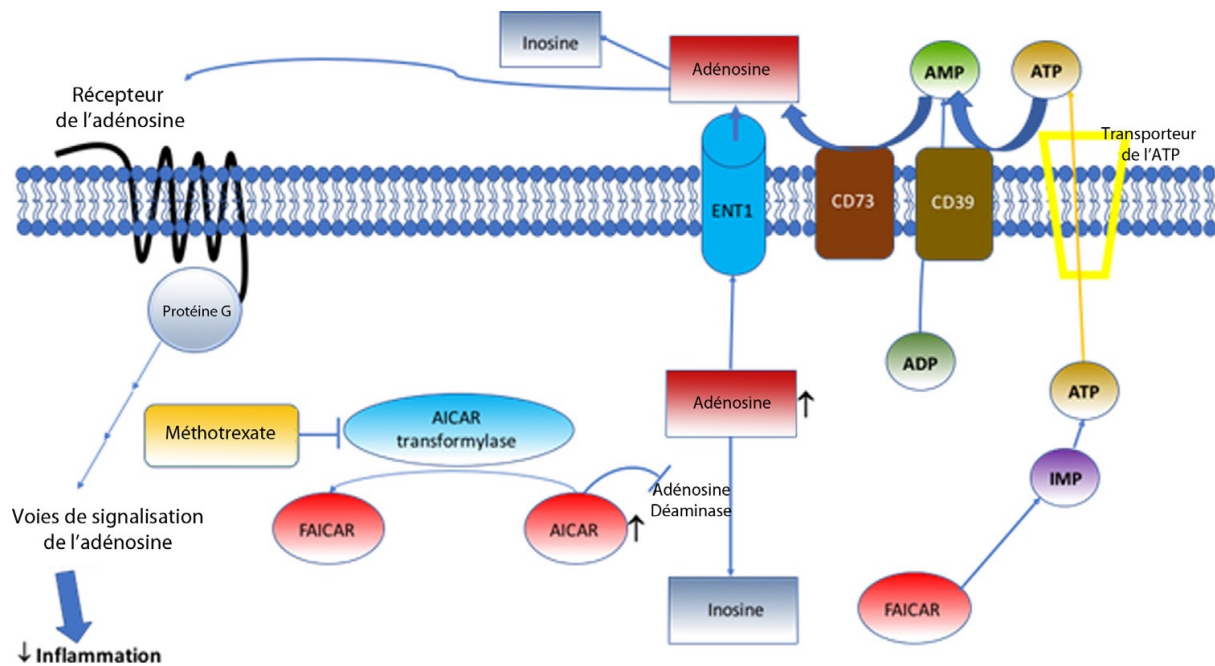 Inosine
Adénosine
AMP
ATP
Récepteur
de l’adénosine
Transporteur
de l’ATP
ENT1
CD73
CD39
Protéine G
ADP
ATP
Adénosine ↑
Méthotrexate
AICAR
transformylase
IMP
Adénosine
Déaminase
FAICAR
AICAR ↑
Voies de signalisation
de l’adénosine
Inosine
FAICAR
↓ Inflammation